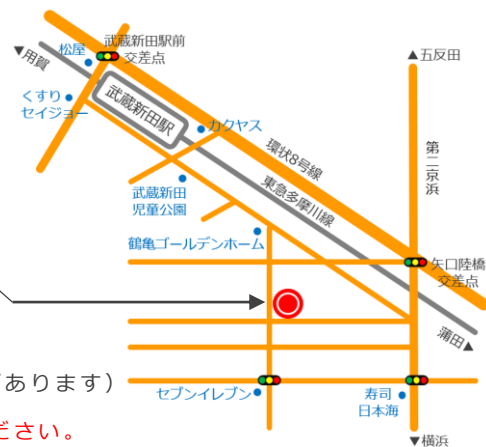 武蔵新田駅前
交差点
松屋
▲用賀
くすり
セイジョー
武蔵新田駅
カクヤス
▲五反田
環状8号線
東急多摩川線
第二京浜
武蔵新田
児童公園
鶴亀ゴールデンホーム
矢口陸橋
交差点
蒲田▲
があります）
セブンイレブン
寿司
日本海
ださい。
▼横浜